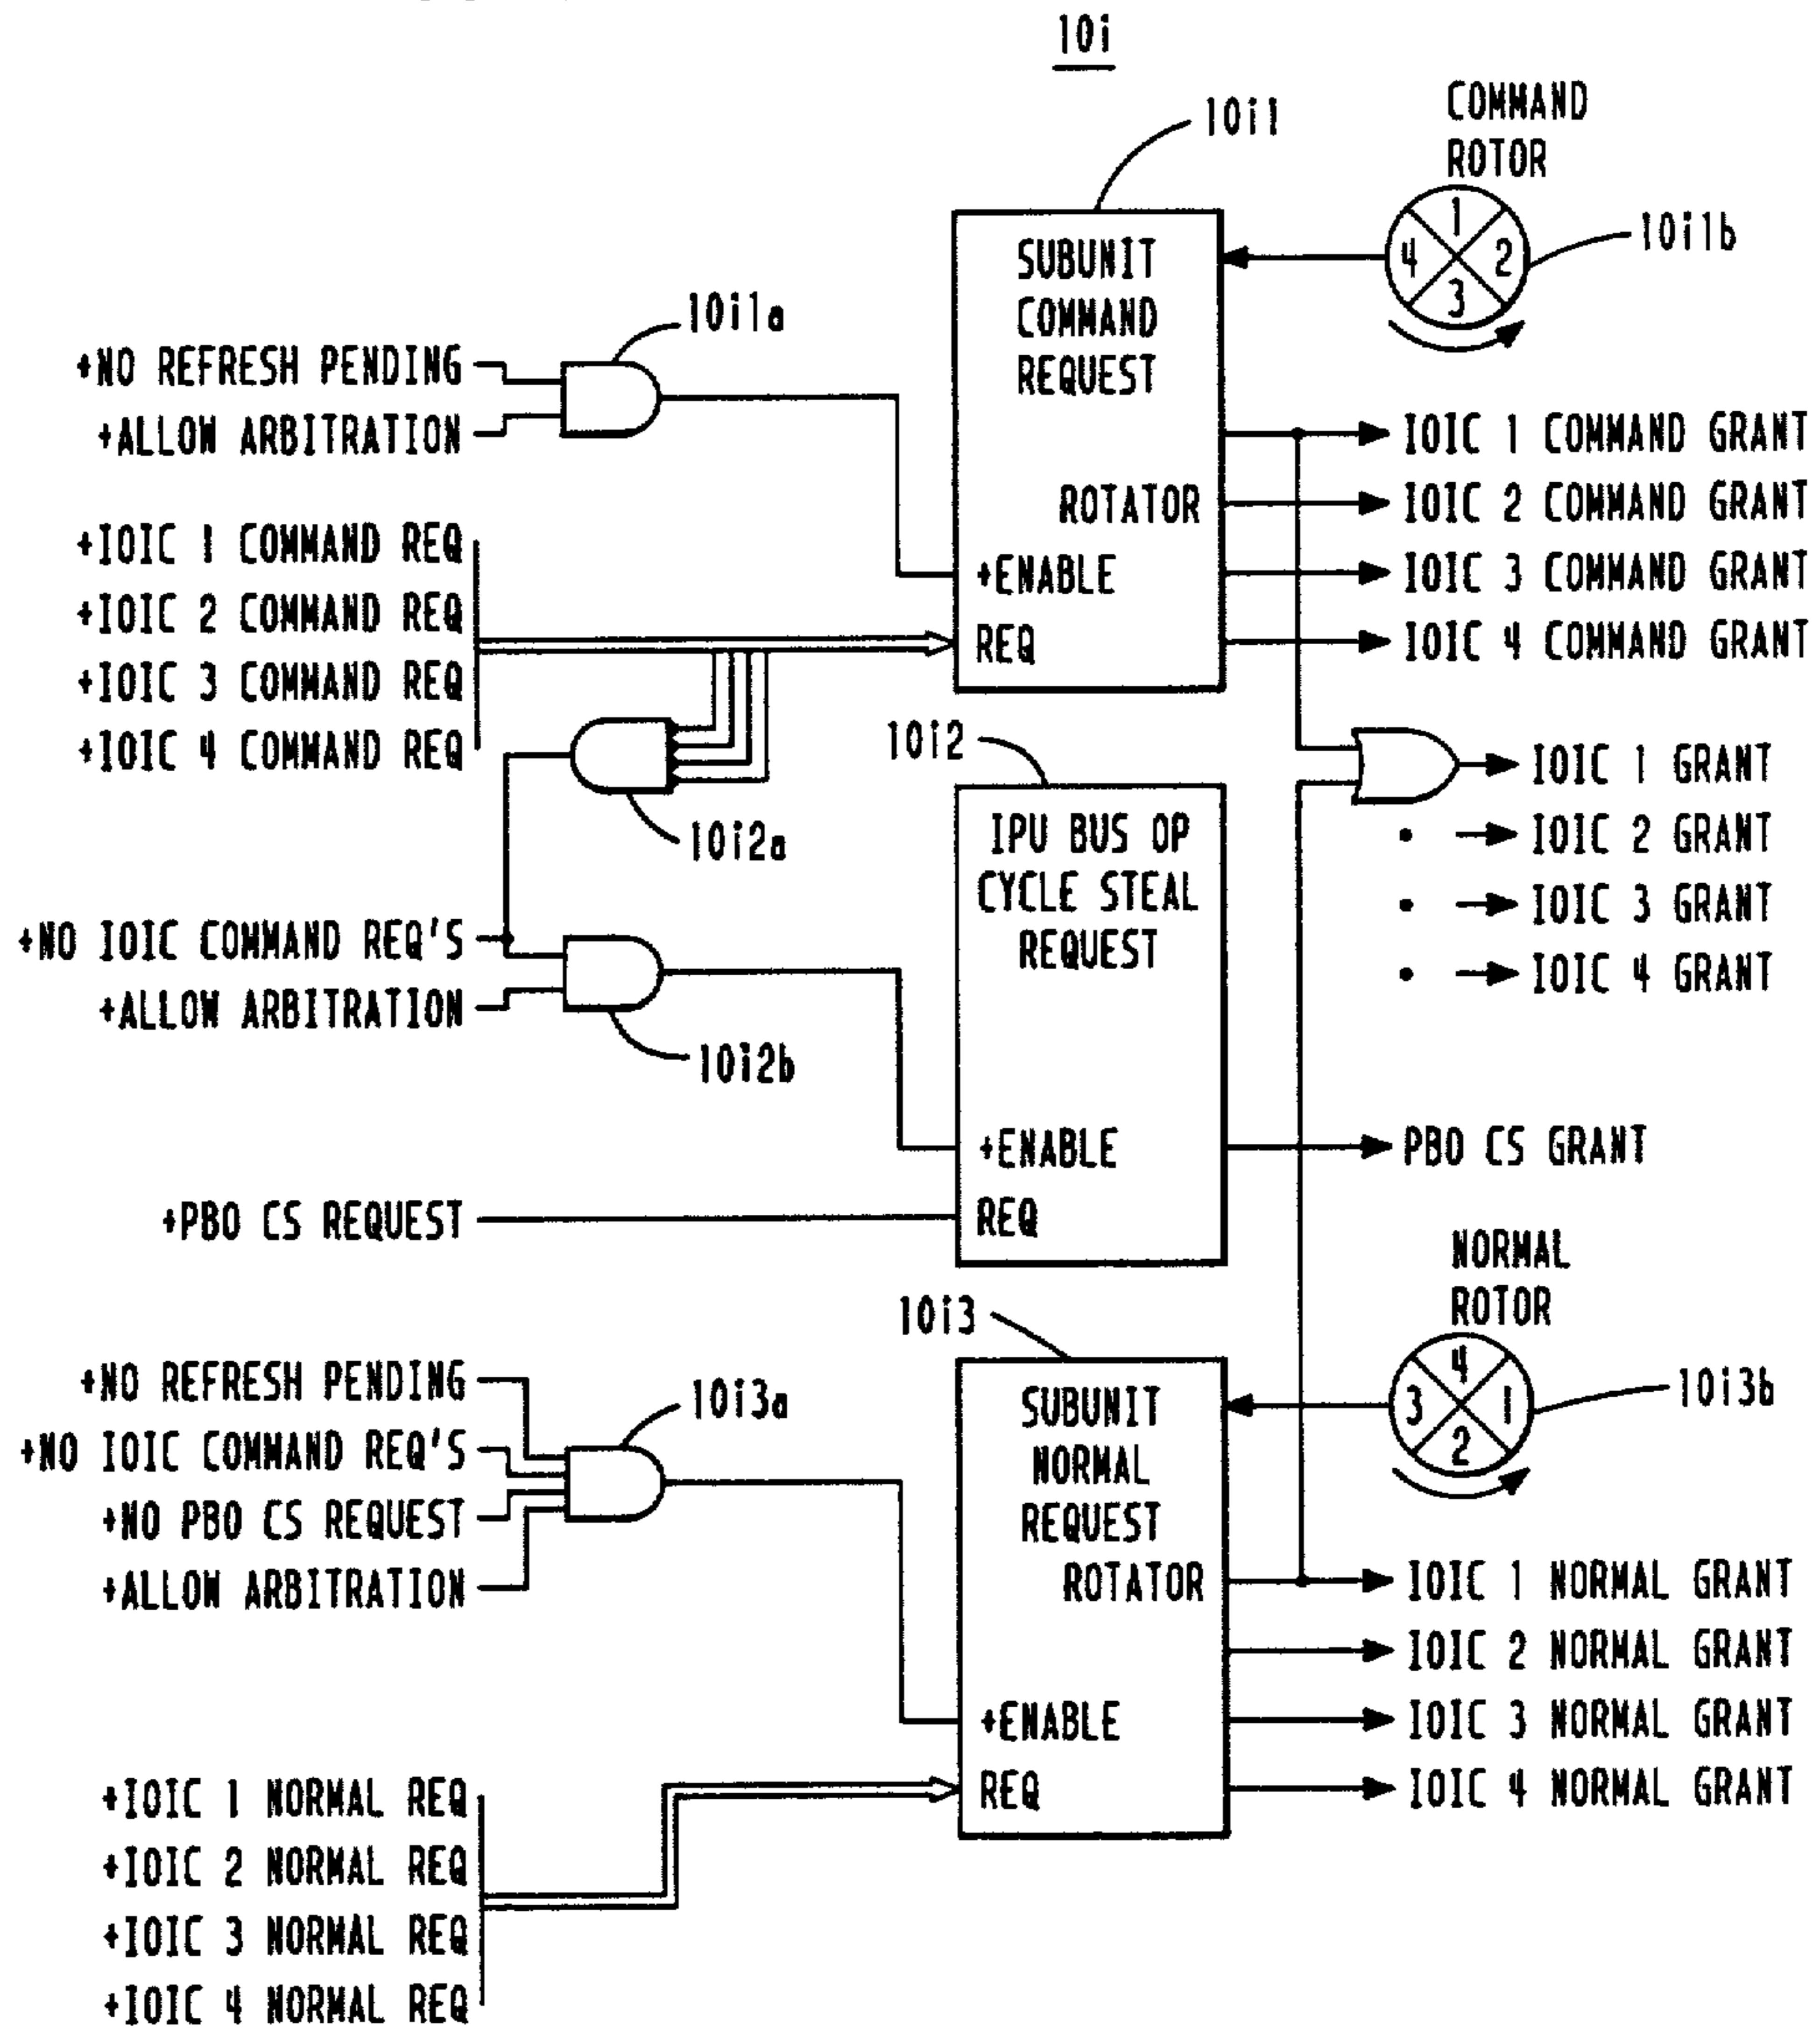 10i
COMMAND
ROTOR
10i1
1
2
3
4
10i1b
SUBUNIT
COMMAND
REQUEST
ROTATOR
+ENABLE
REQ
10i1a
+NO REFRESH PENDING
+ALLOW ARBITRATION
+IOIC 1 COMMAND REQ
+IOIC 2 COMMAND REQ
+IOIC 3 COMMAND REQ
+IOIC 4 COMMAND REQ
IOIC 1 COMMAND GRANT
IOIC 2 COMMAND GRANT
IOIC 3 COMMAND GRANT
IOIC 4 COMMAND GRANT
10i2a
10i2
IPU BUS OP
CYCLE STEAL
REQUEST
+ENABLE
REQ
IOIC 1 GRANT
IOIC 2 GRANT
IOIC 3 GRANT
IOIC 4 GRANT
+NO IOIC COMMAND REQ'S
+ALLOW ARBITRATION
10i2b
+PBO CS REQUEST
PBO CS GRANT
NORMAL
ROTOR
4
1
2
3
10i3b
10i3
SUBUNIT
NORMAL
REQUEST
ROTATOR
+ENABLE
REQ
+NO REFRESH PENDING
+NO IOIC COMMAND REQ'S
+NO PBO CS REQUEST
+ALLOW ARBITRATION
10i3a
IOIC 1 NORMAL GRANT
IOIC 2 NORMAL GRANT
IOIC 3 NORMAL GRANT
IOIC 4 NORMAL GRANT
+IOIC 1 NORMAL REQ
+IOIC 2 NORMAL REQ
+IOIC 3 NORMAL REQ
+IOIC 4 NORMAL REQ